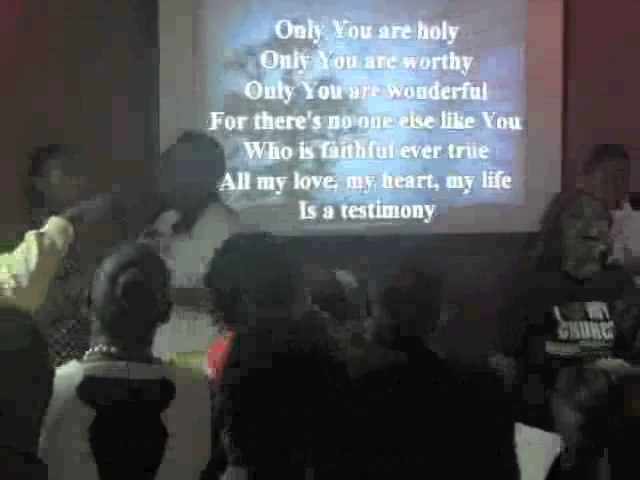 Only You are holy
Only You are worthy
Only You are wonderful
For there's no one else like You
Who is faithful ever true
All my love, my heart, my life
Is a testimony
CHURCH